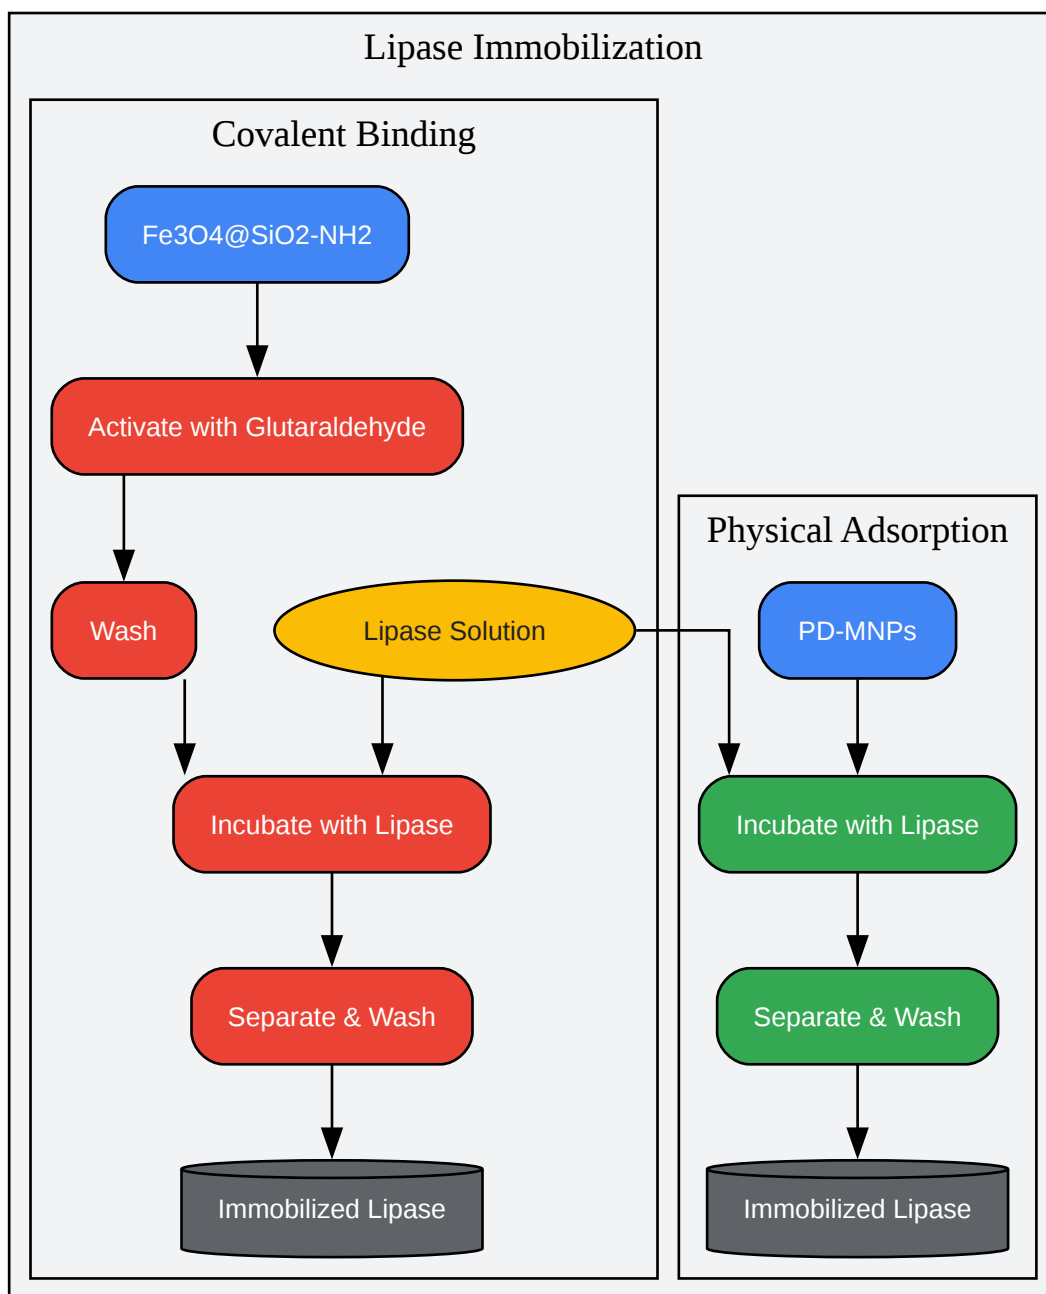 Lipase Immobilization
Covalent Binding
Fe3O4@SiO2-NH2
Activate with Glutaraldehyde
Wash
Lipase Solution
Incubate with Lipase
Separate & Wash
Immobilized Lipase
Physical Adsorption
PD-MNPs
Incubate with Lipase
Separate & Wash
Immobilized Lipase